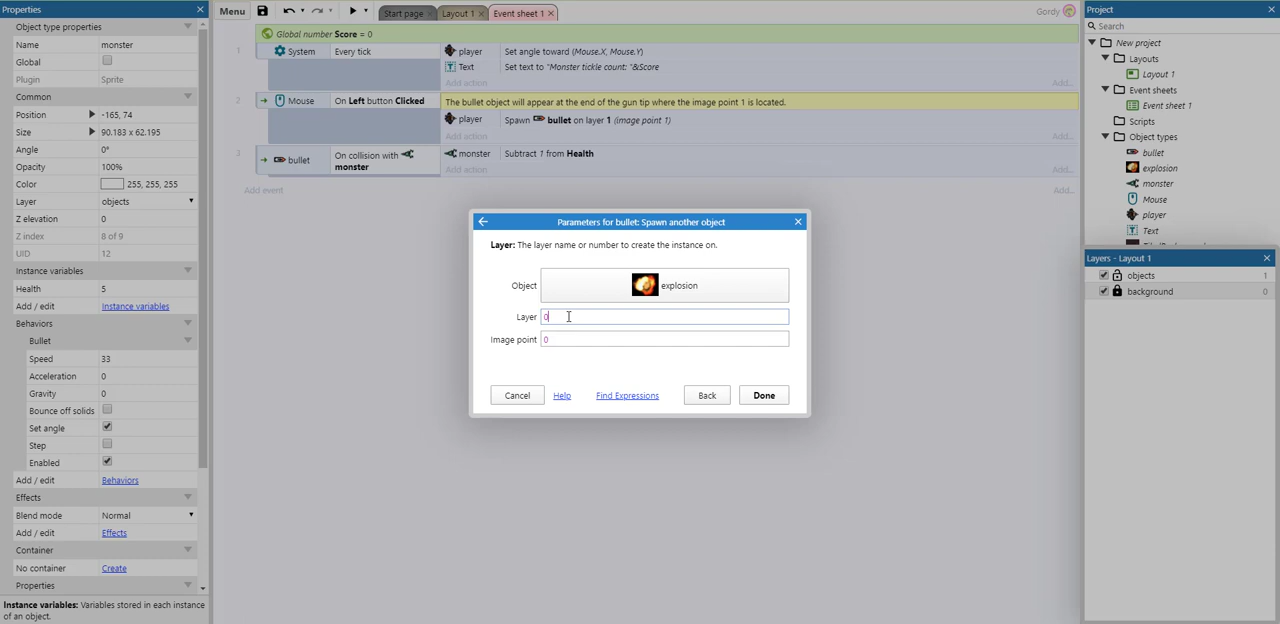 Properties
Menu
Start page
Layout 1
Event sheet 1
Gordy
Project
Object type properties
Name monster
Global
Plugin Sprite
Common
Position -165, 74
Size 90.183 x 62.195
Angle 0°
Opacity 100%
Color 255, 255, 255
Layer objects
Z elevation 0
Z index 8 of 9
UID 12
Instance variables
Health 5
Add / edit Instance variables
Behaviors
Bullet
Speed 33
Acceleration 0
Gravity 0
Bounce off solids
Set angle
Step
Enabled
Add / edit Behaviors
Effects
Blend mode Normal
Add / edit Effects
Container
No container Create
Properties
Instance variables: Variables stored in each instance
of an object.
Global number Score = 0
1 System Every tick player Set angle toward (Mouse.X, Mouse.Y)
T Text Set text to "Monster tickle count: "&Score
Add action Add...
2 Mouse On Left button Clicked The bullet object will appear at the end of the gun tip where the image point 1 is located.
player Spawn bullet on layer 1 (image point 1)
Add action Add...
3 bullet On collision with monster monster Subtract 1 from Health
Add action Add...
Add event Add...
Parameters for bullet: Spawn another object
Layer: The layer name or number to create the instance on.
Object explosion
Layer 0
Image point 0
Cancel Help Find Expressions Back Done
Search
New project
Layouts
Layout 1
Event sheets
Event sheet 1
Scripts
Object types
bullet
explosion
monster
Mouse
player
T Text
Layers - Layout 1
objects 1
background 0